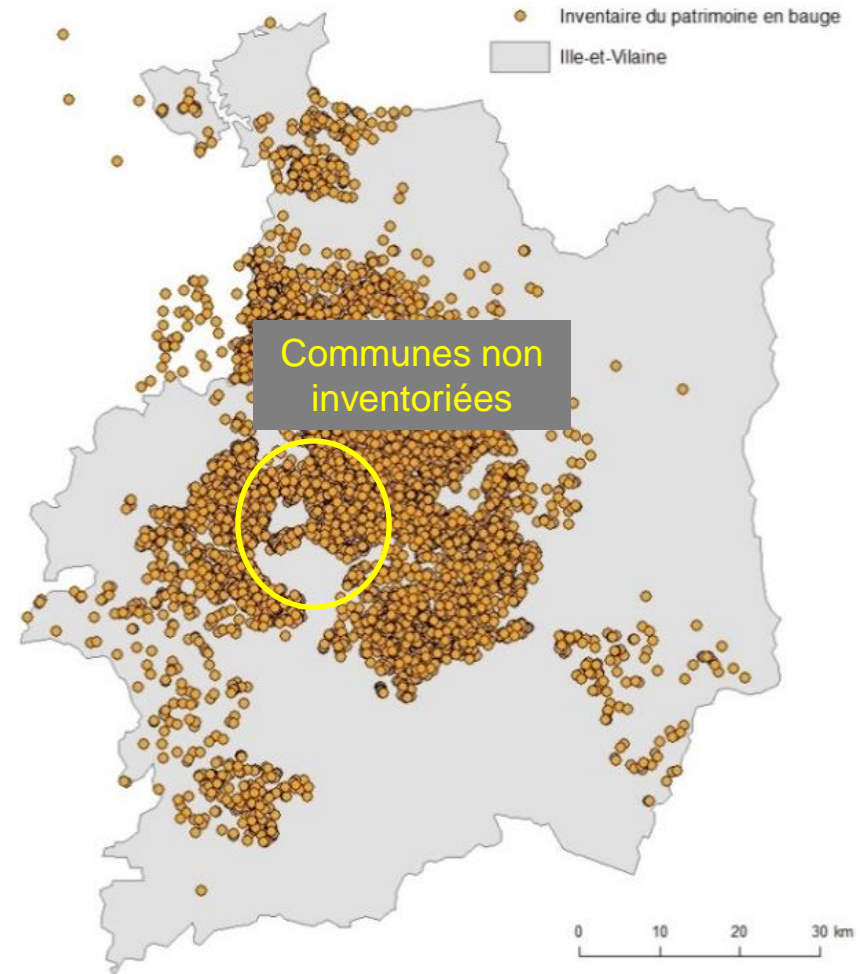 Inventaire du patrimoine en bauge
Ille-et-Vilaine
Communes non
inventoriées
0 10 20 30 km